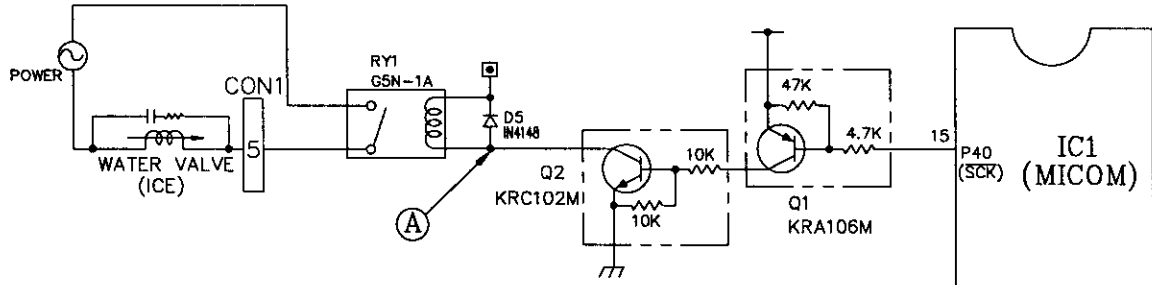 POWER
CON1
5
WATER VALVE
(ICE)
RY1
G5N-1A
D5
IN4148
A
Q2
KRC102M
10K
10K
47K
4.7K
Q1
KRA106M
15
P40
(SCK)
IC1
(MICOM)